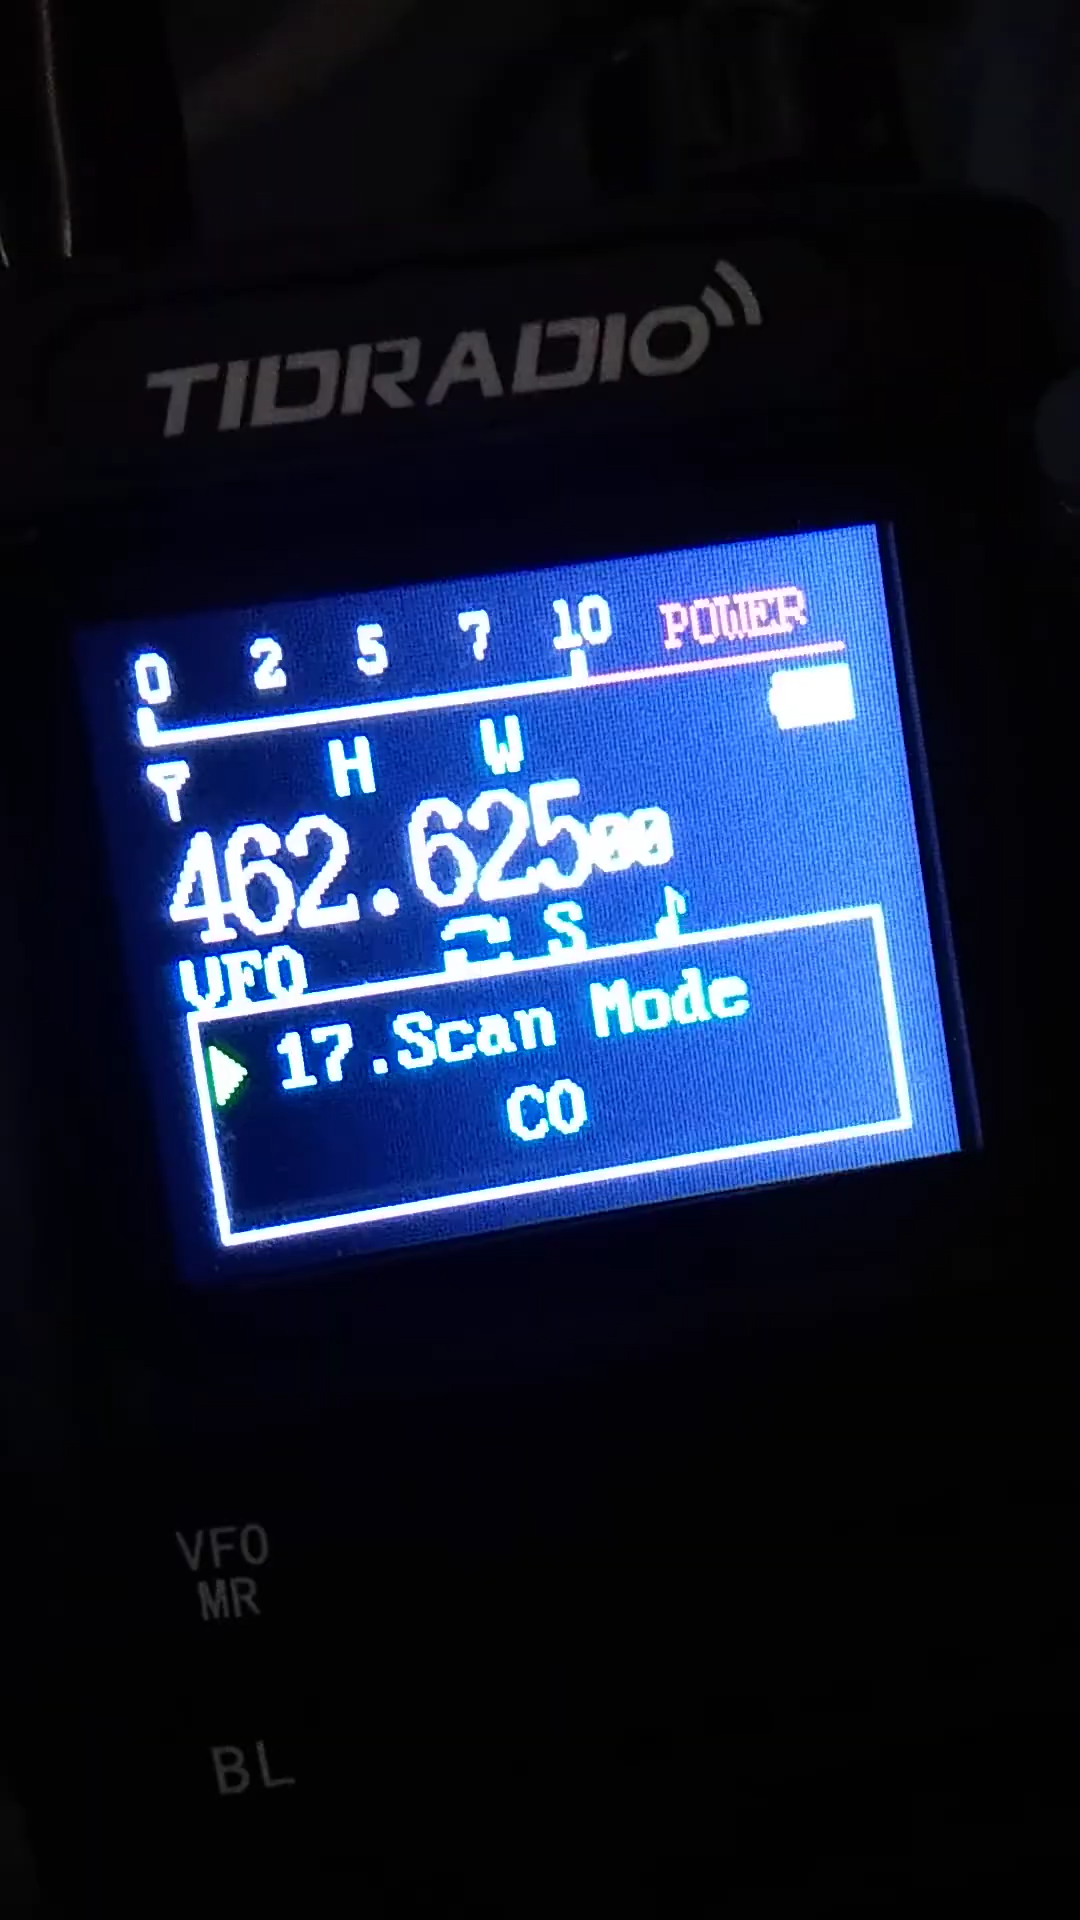 TIDRADIO
0 2 5 7 10 POWER
H W
462.62500
VFO S
17.Scan Mode
CO
VFO
MR
BL